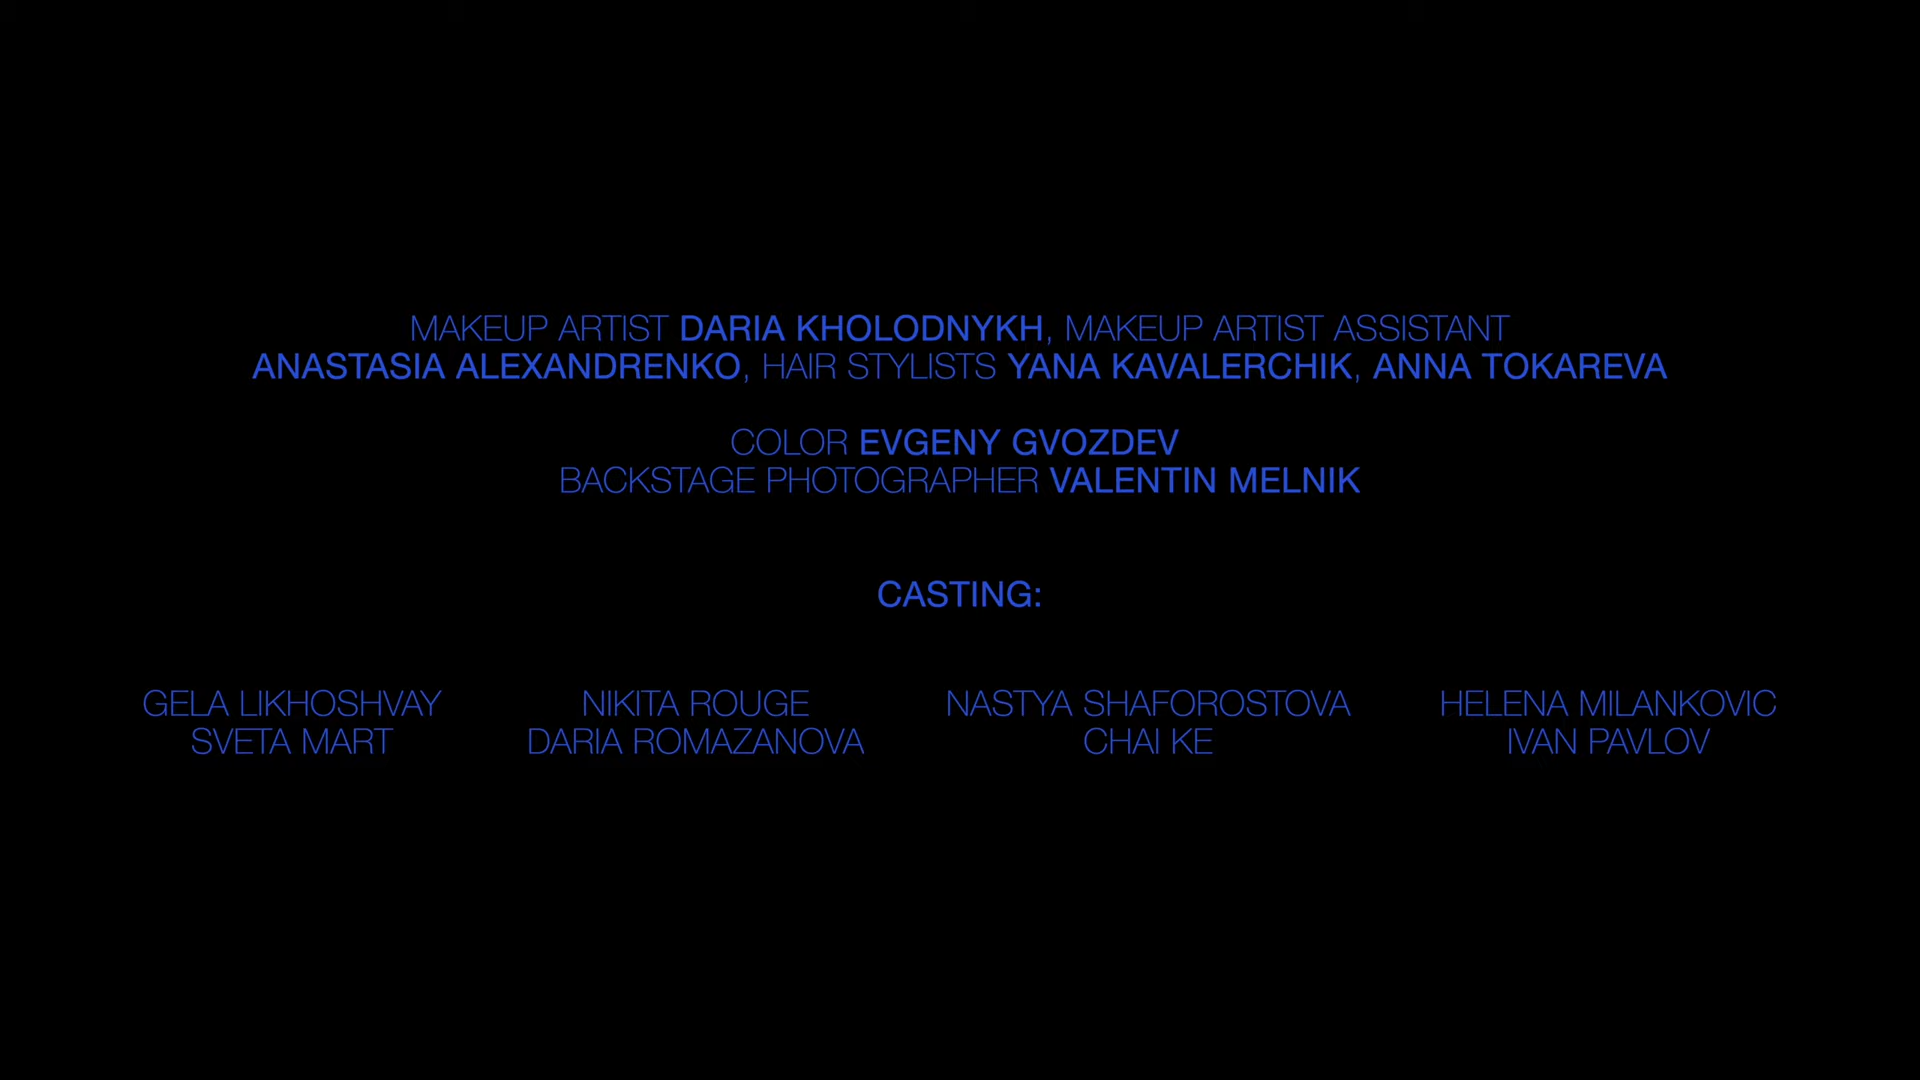 MAKEUP ARTIST DARIA KHOLODNYKH, MAKEUP ARTIST ASSISTANT
ANASTASIA ALEXANDRENKO, HAIR STYLISTS YANA KAVALERCHIK, ANNA TOKAREVA
COLOR EVGENY GVOZDEV
BACKSTAGE PHOTOGRAPHER VALENTIN MELNIK
CASTING:
GELA LIKHOSHVAY NIKITA ROUGE NASTYA SHAFOROSTOVA HELENA MILANKOVIC
SVETA MART DARIA ROMAZANOVA CHAI KE IVAN PAVLOV